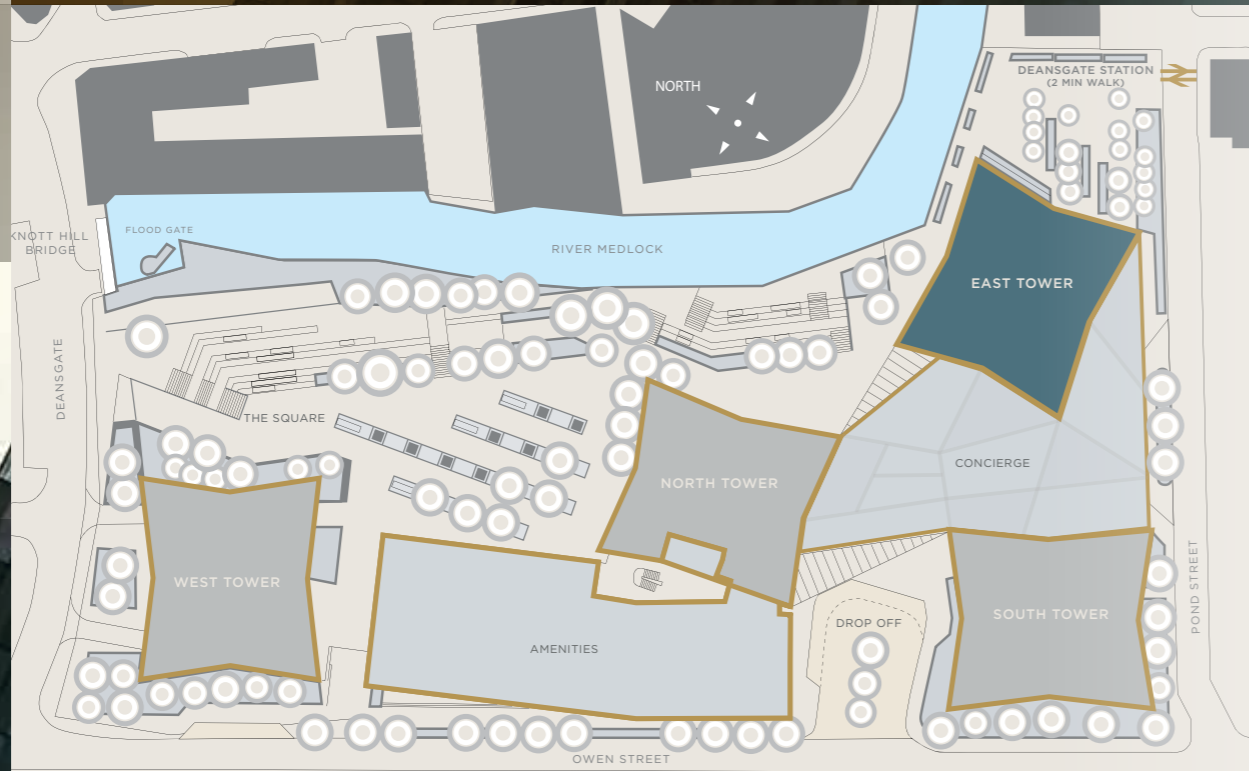 NORTH
DEANSGATE STATION
(2 MIN WALK)
FLOOD GATE
KNOTT HILL
BRIDGE
RIVER MEDLOCK
EAST TOWER
DEANSGATE
THE SQUARE
CONCIERGE
NORTH TOWER
WEST TOWER
SOUTH TOWER
POND STREET
DROP OFF
AMENITIES
OWEN STREET